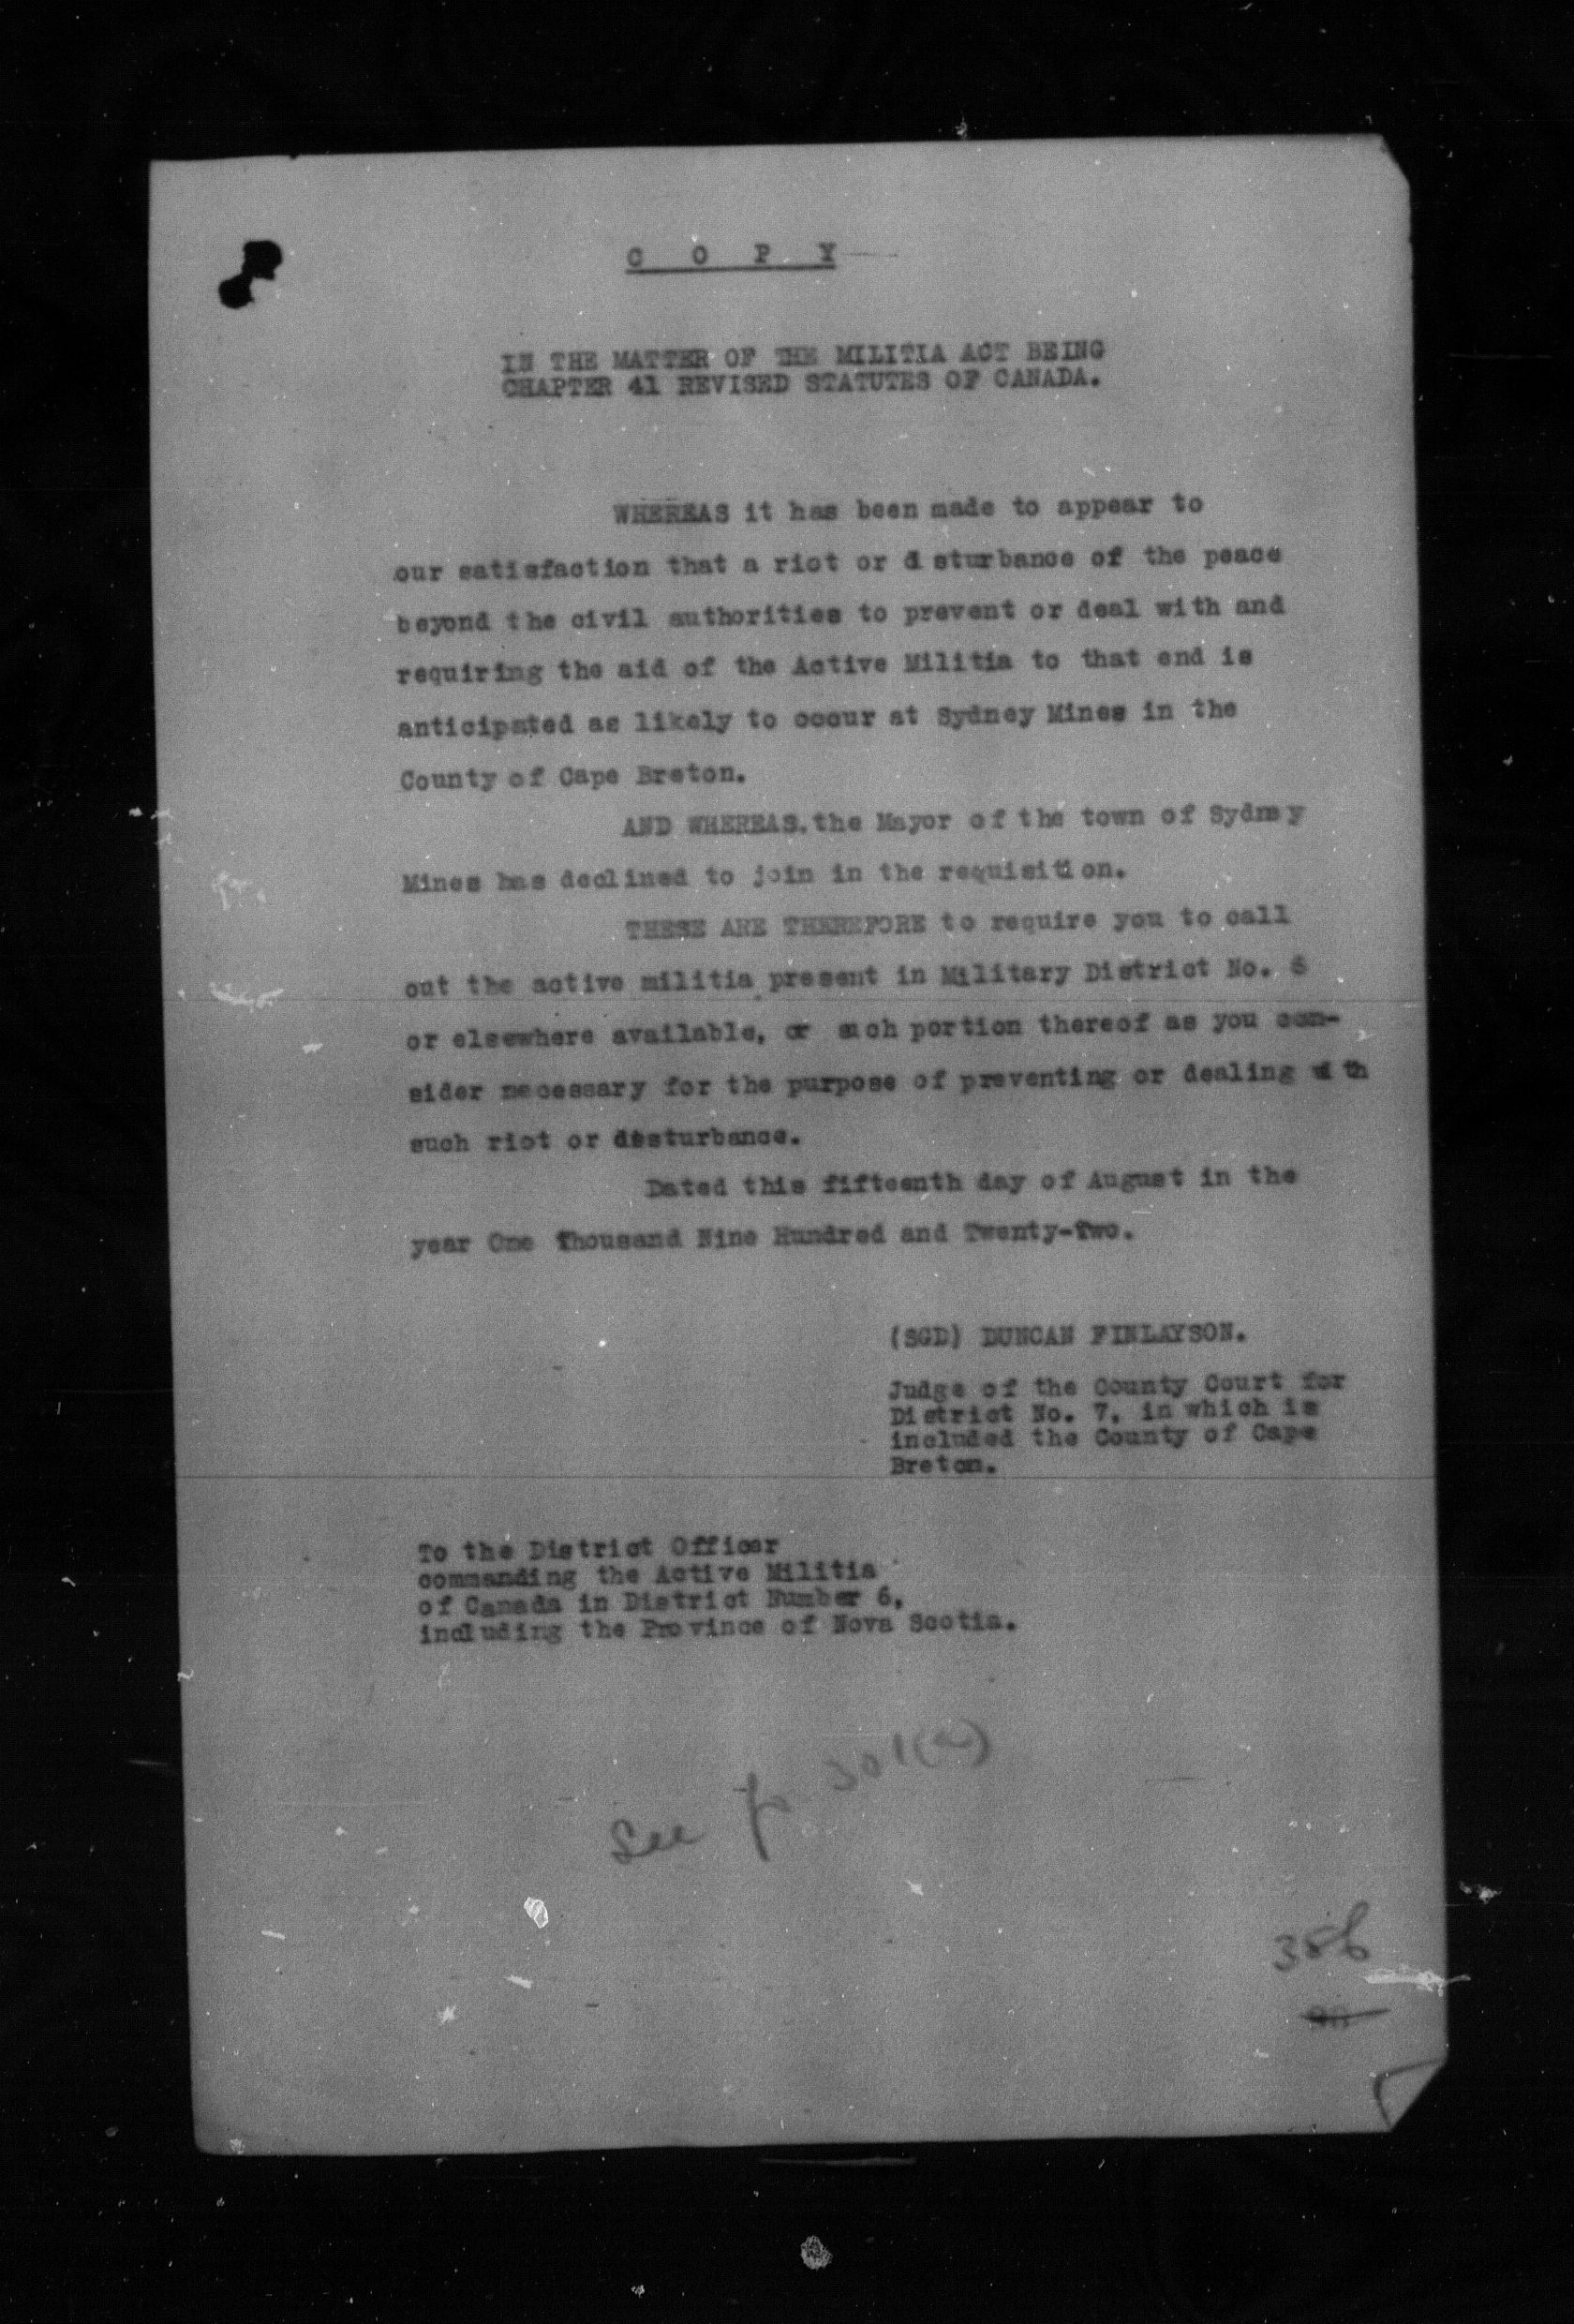 C O P Y
IN THE MATTER OF THE MILITIA ACT BEING
CHAPTER 41 REVISED STATUTES OF CANADA.
WHEREAS it has been made to appear to
our satisfaction that a riot or disturbance of the peace
beyond the civil authorities to prevent or deal with and
requiring the aid of the Active Militia to that end is
anticipated as likely to occur at Sydney Mines in the
County of Cape Breton.
AND WHEREAS.the Mayor of the town of Sydney
Mines has declined to join in the requisition.
THESE ARE THEREFORE to require you to call
out the active militia present in Military District No. 6
or elsewhere available, or such portion thereof as you con-
sider necessary for the purpose of preventing or dealing with
such riot or disturbance.
Dated this fifteenth day of August in the
year One Thousand Nine Hundred and Twenty-Two.
(SGD) DUNCAN FINLAYSON.
Judge of the County Court for
District No. 7, in which is
included the County of Cape
Breton.
To the District Officer
commanding the Active Militia
of Canada in District Number 6,
including the Province of Nova Scotia.
See p 301(a)
356